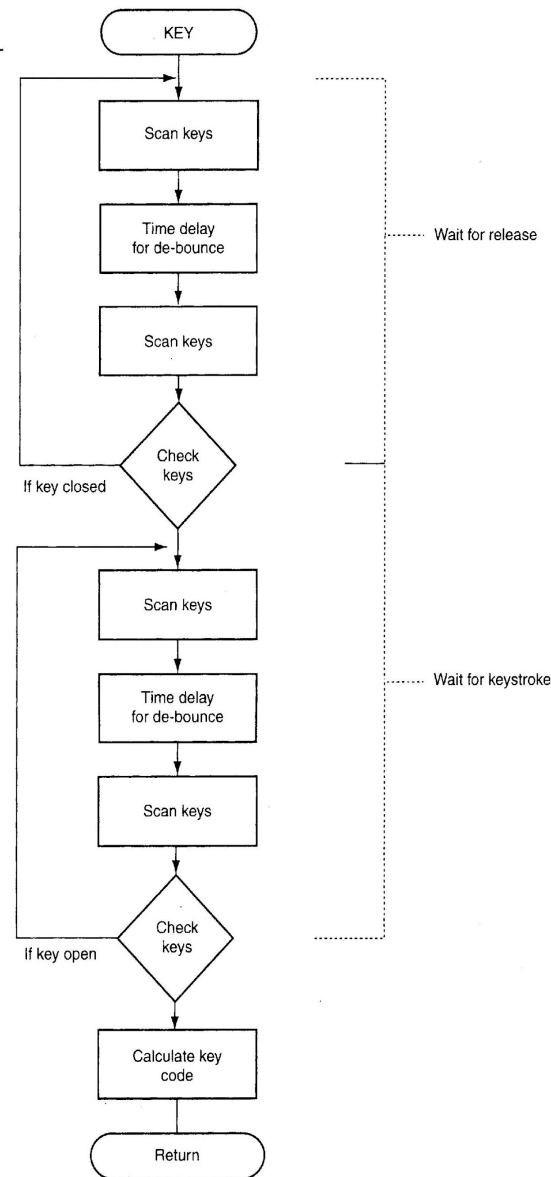 KEY
Scan keys
Time delay
for de-bounce
Wait for release
Scan keys
Check
keys
If key closed
Scan keys
Time delay
for de-bounce
Wait for keystroke
Scan keys
Check
keys
If key open
Calculate key
code
Return